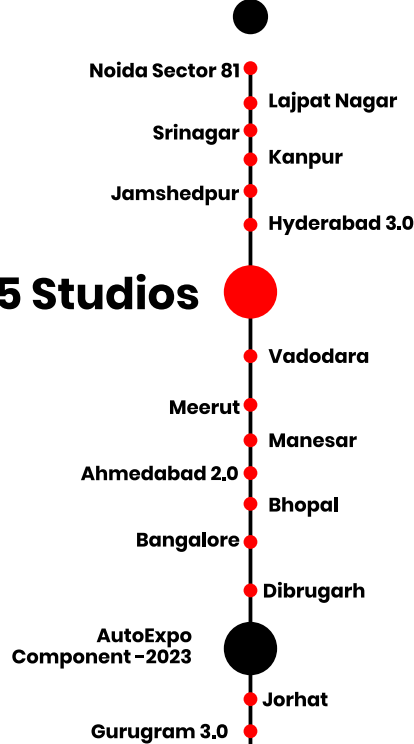 Noida Sector 81
Lajpat Nagar
Srinagar
Kanpur
Jamshedpur
Hyderabad 3.0
5 Studios
Vadodara
Meerut
Manesar
Ahmedabad 2.0
Bhopal
Bangalore
Dibrugarh
AutoExpo
Component -2023
Jorhat
Gurugram 3.0